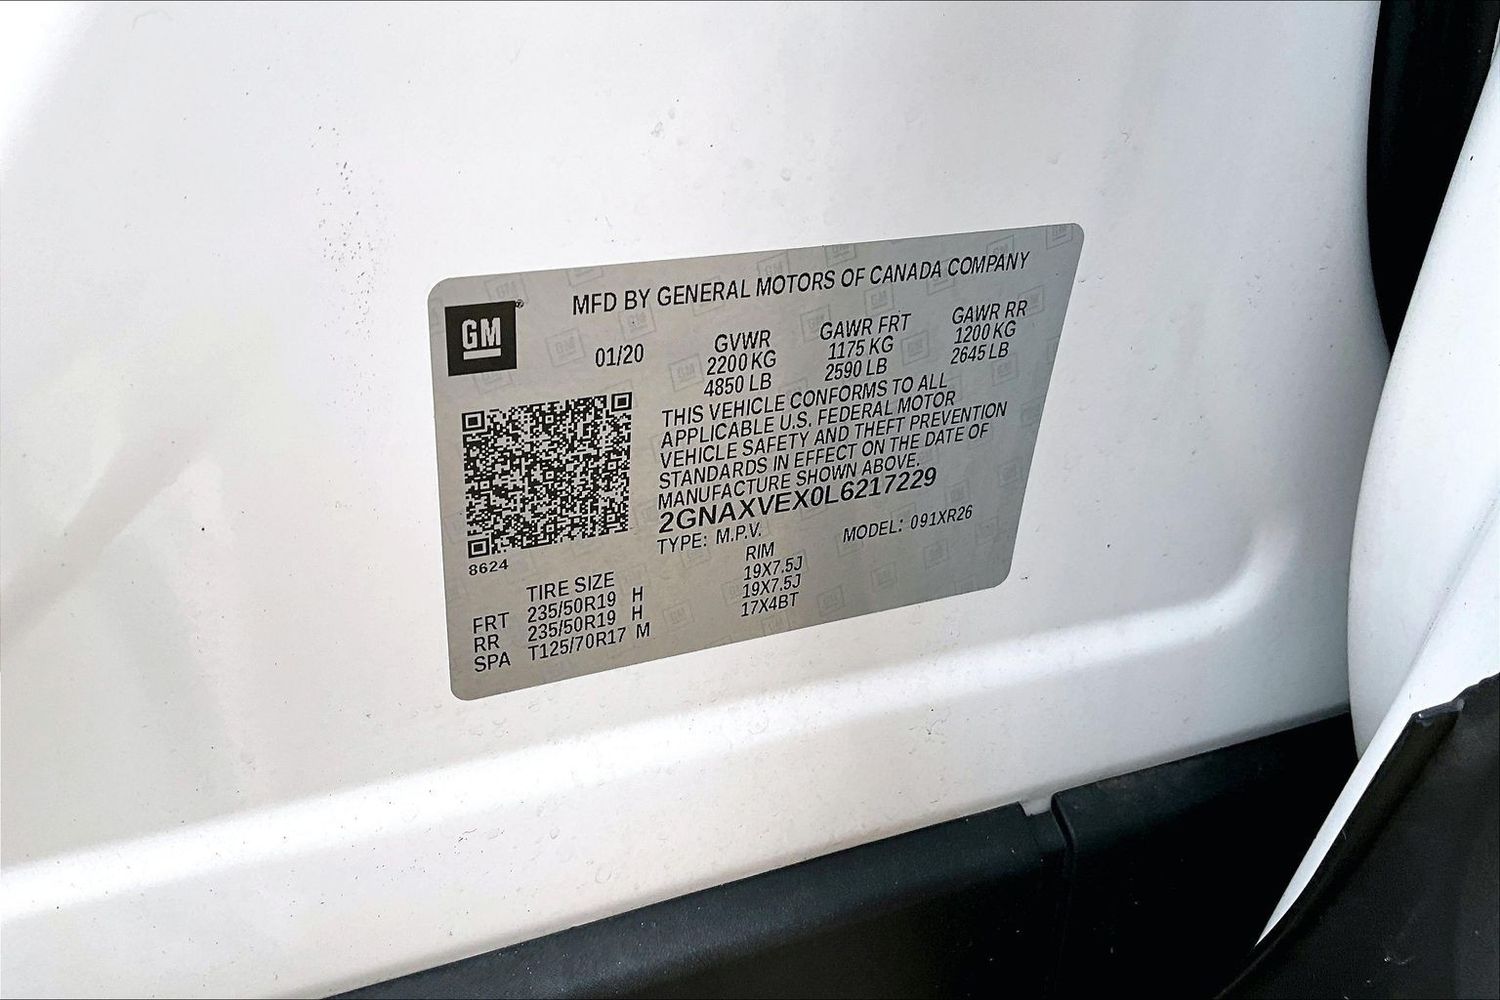 GM
MFD BY GENERAL MOTORS OF CANADA COMPANY
01/20
GVWR GAWR FRT GAWR RR
2200 KG 1175 KG 1200 KG
4850 LB 2590 LB 2645 LB
THIS VEHICLE CONFORMS TO ALL
APPLICABLE U.S. FEDERAL MOTOR
VEHICLE SAFETY AND THEFT PREVENTION
STANDARDS IN EFFECT ON THE DATE OF
MANUFACTURE SHOWN ABOVE.
2GNAXVEX0L6217229
TYPE: M.P.V. MODEL: 091XR26
8624
TIRE SIZE RIM
FRT 235/50R19 H 19X7.5J
RR 235/50R19 H 19X7.5J
SPA T125/70R17 M 17X4BT